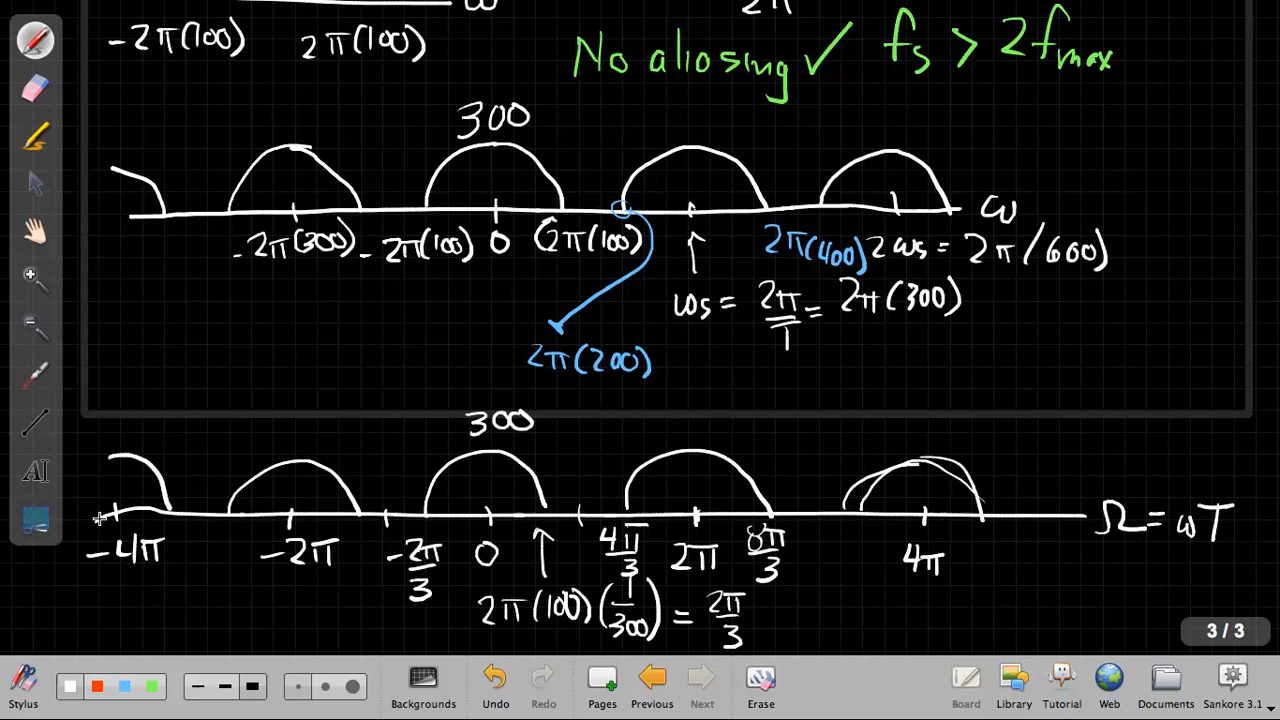 ω
2π
-2π(100)
2π(100)
No aliosing ✓ fs > 2fmax
300
ω
-2π(300) -2π(100) 0 (2π(100) 2π(400) 2ωs = 2π/600)
ωs = 2π/T = 2π(300)
2π(200)
300
Ω = ωT
-4π -2π -2π/3 0 4π/3 2π 8π/3 4π
2π(100)(1/300) = 2π/3
3 / 3
Stylus
Backgrounds
Undo
Redo
Pages
Previous
Next
Erase
Board
Library
Tutorial
Web
Documents
Sankore 3.1
AI